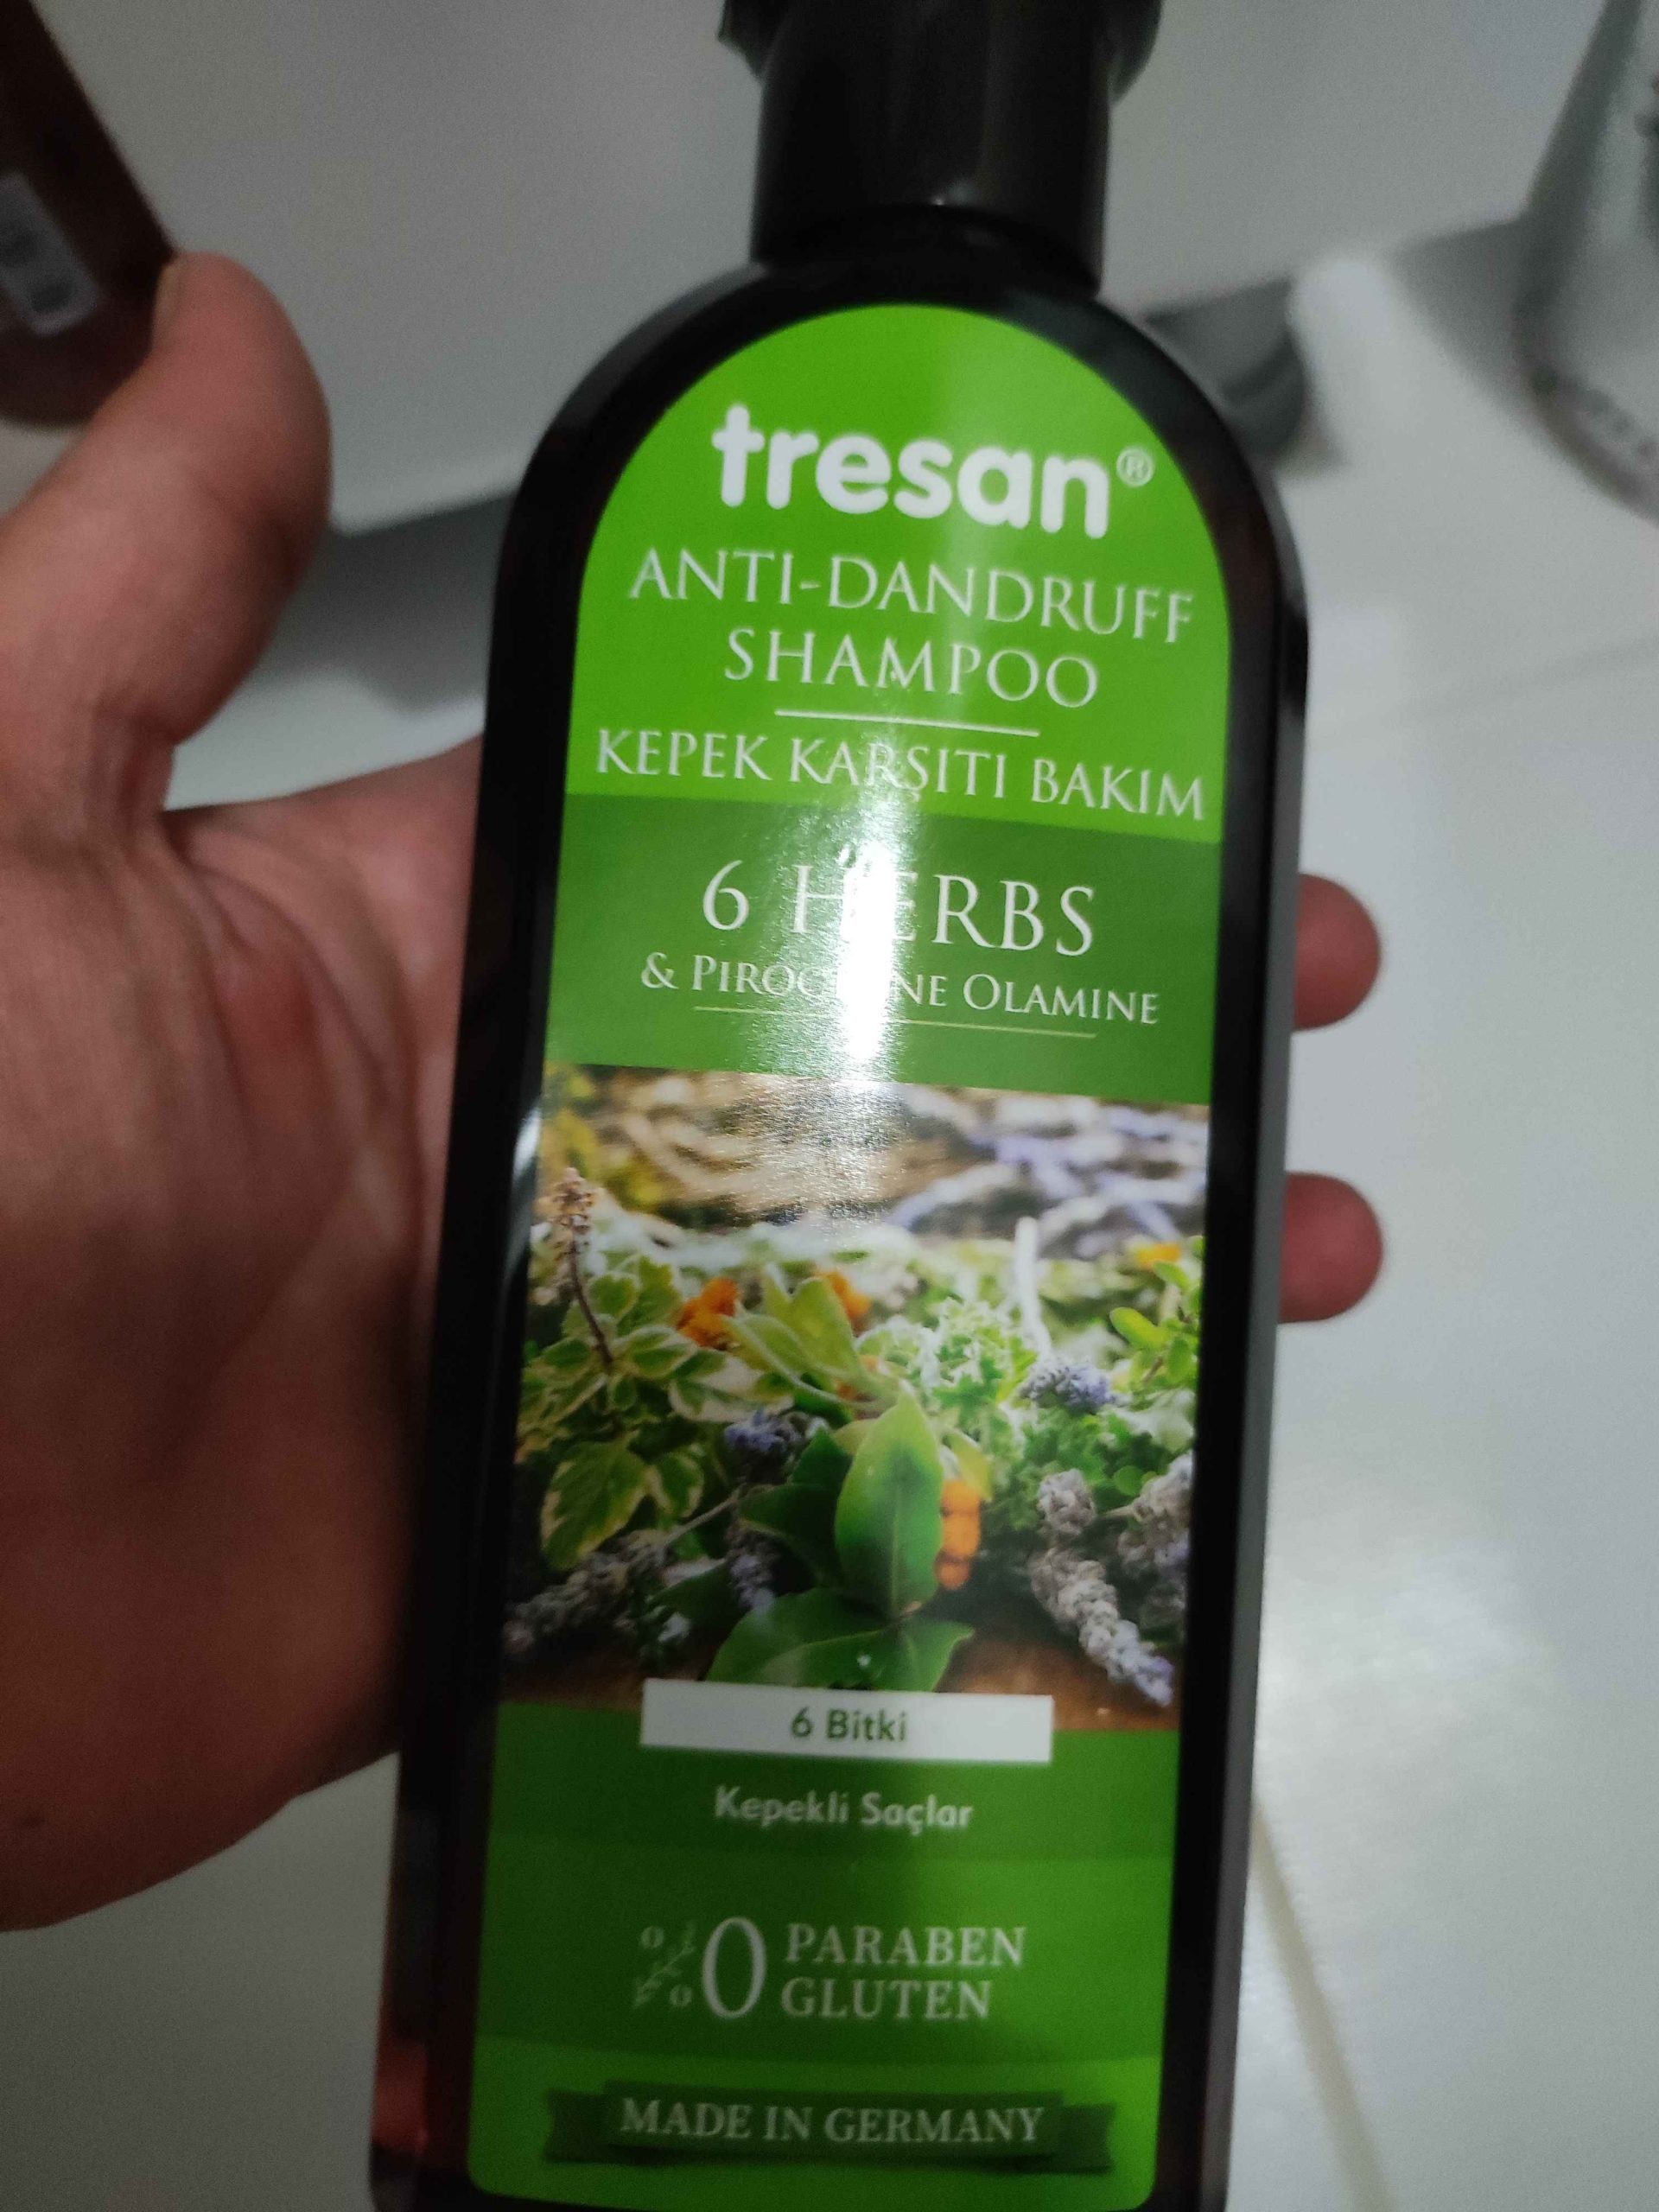 tresan®
ANTI-DANDRUFF
SHAMPOO
KEPEK KARŞITI BAKIM
6 HERBS
& PIROCTONE OLAMINE
6 Bitki
Kepekli Saçlar
%0 PARABEN
GLUTEN
MADE IN GERMANY